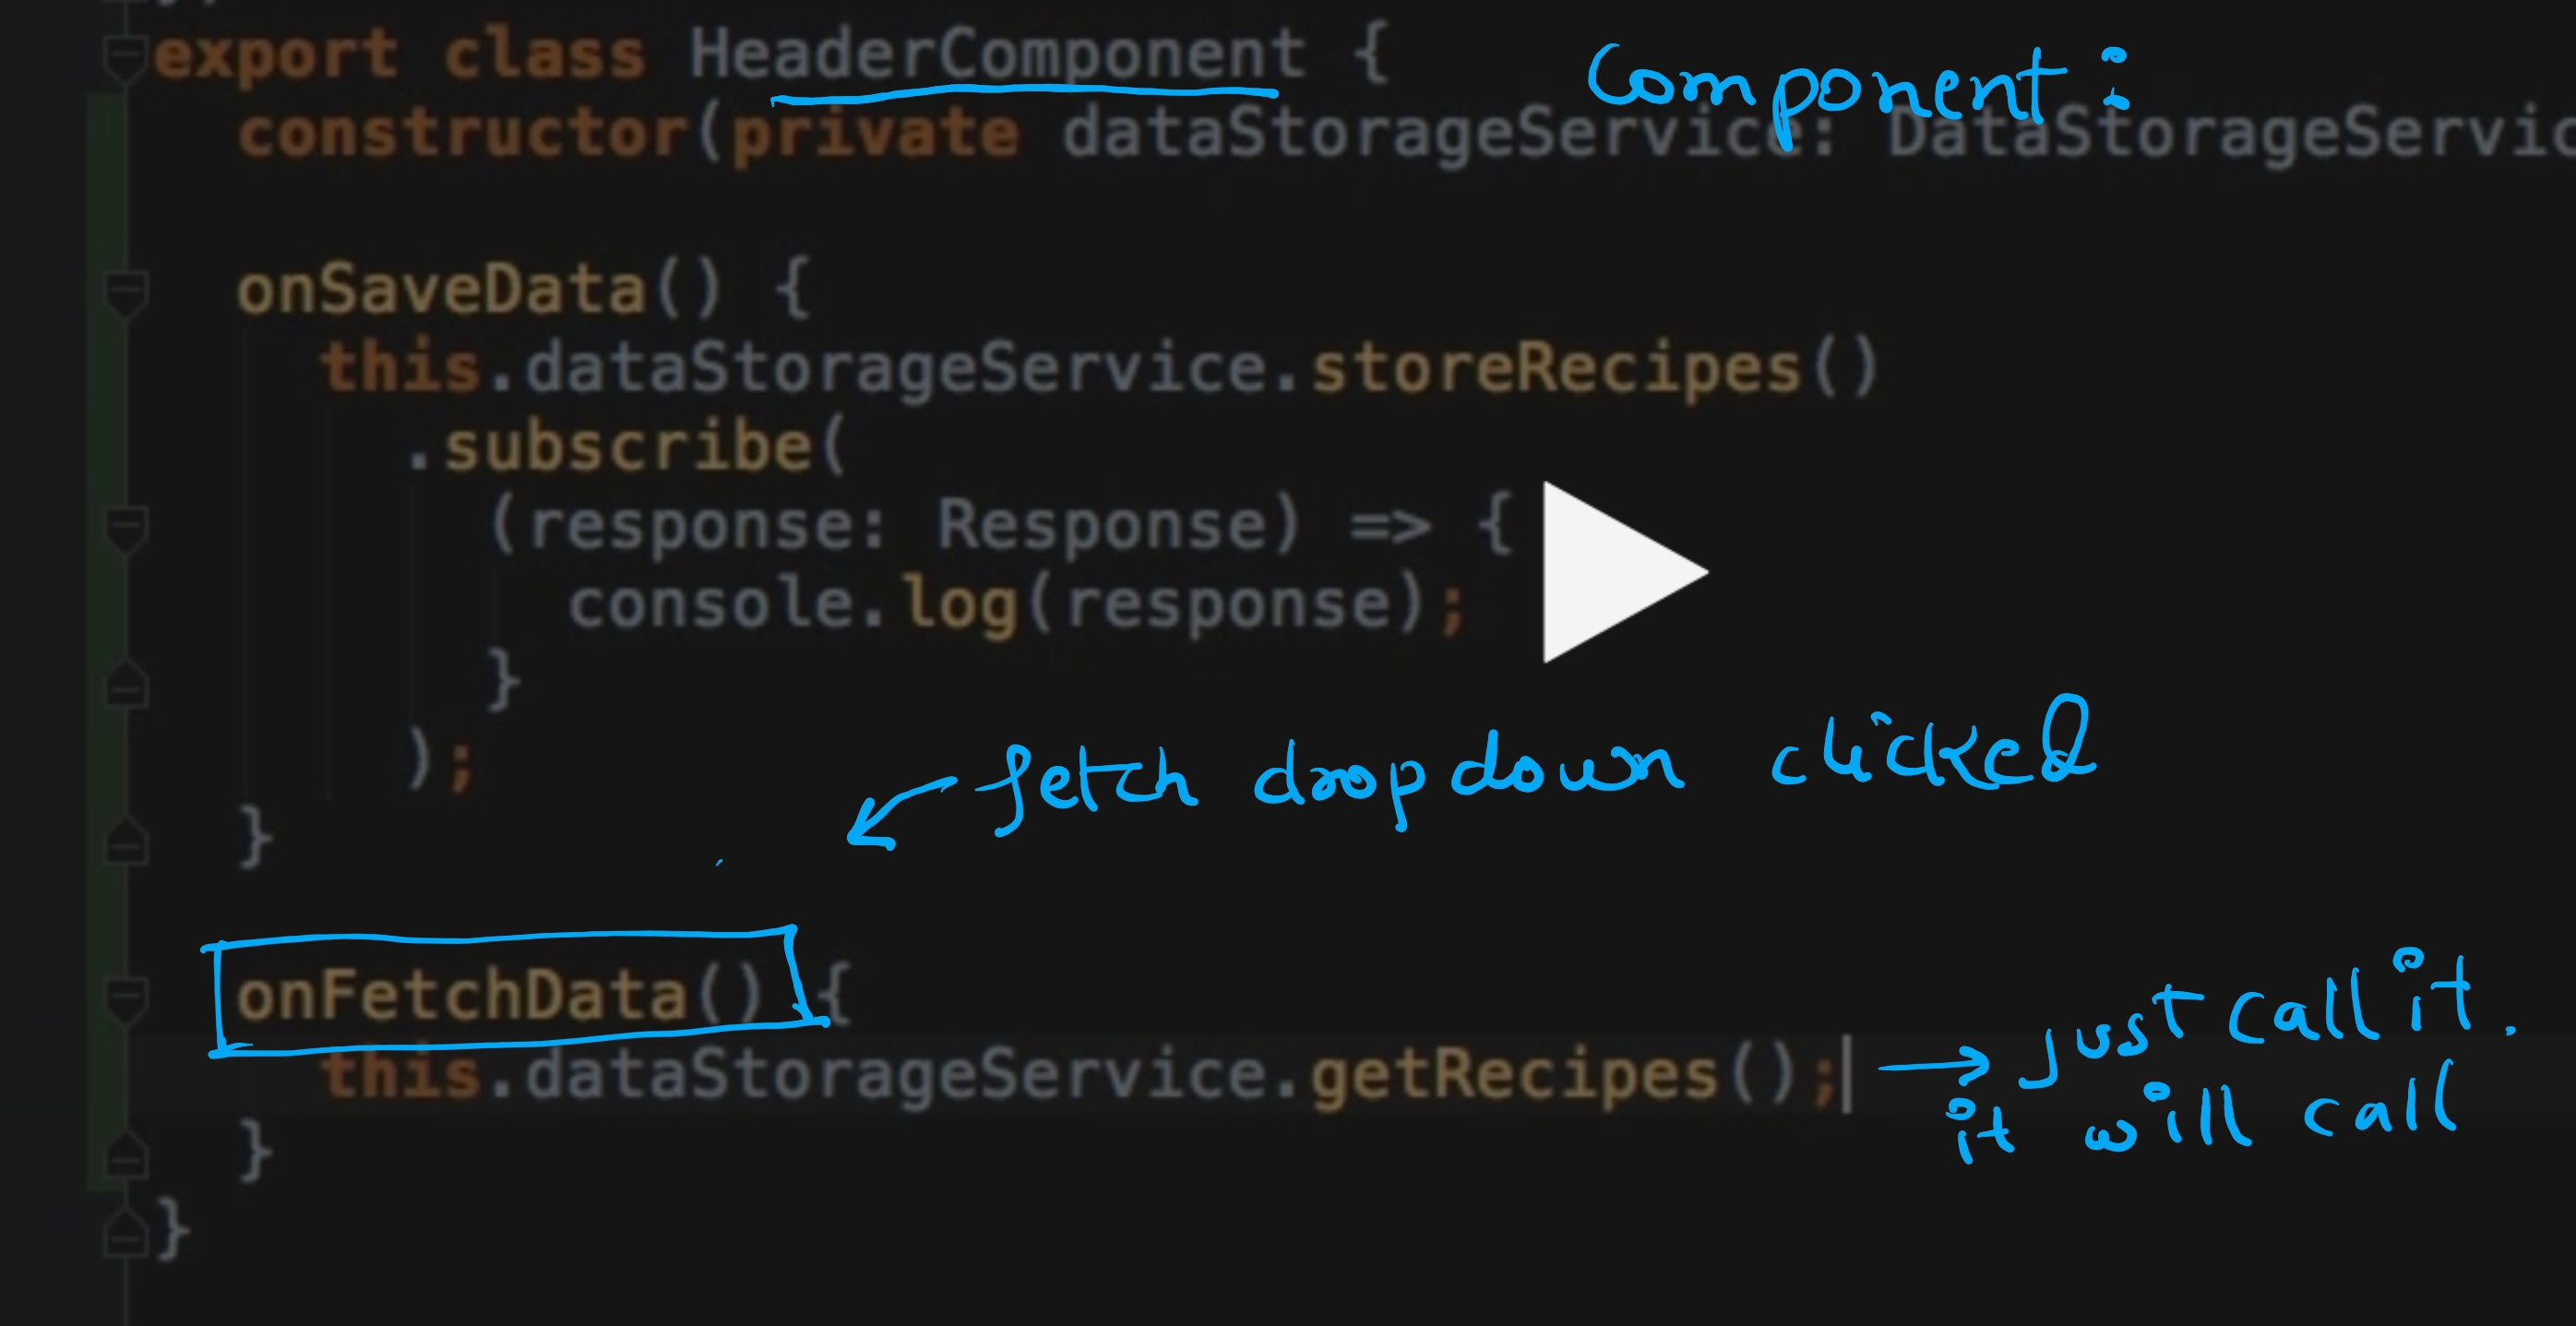 export class HeaderComponent {
Component:
constructor(private dataStorageService: DataStorageServic
onSaveData() {
this.dataStorageService.storeRecipes()
.subscribe(
(response: Response) => {
console.log(response);
}
);
fetch dropdown clicked
}
onFetchData() {
just call it.
this.dataStorageService.getRecipes();
it will call
}
}